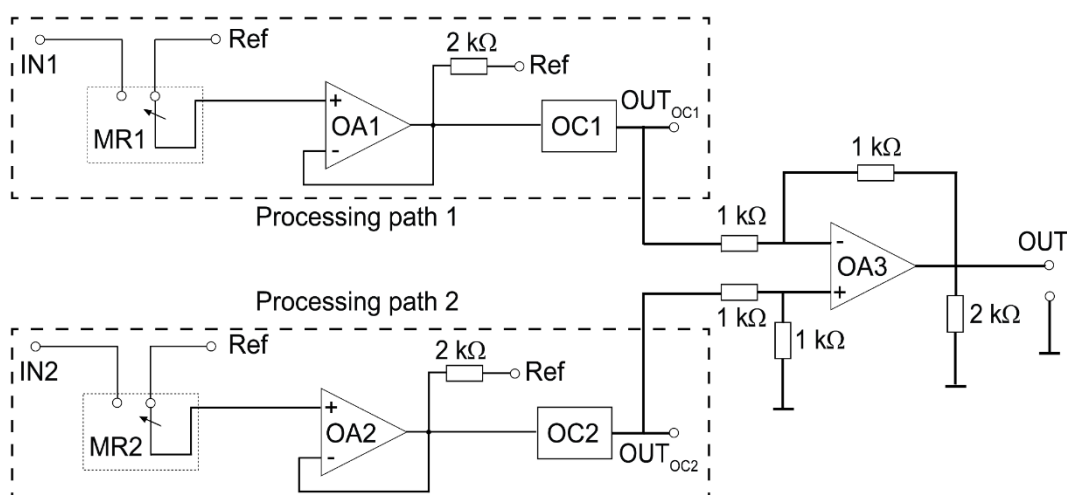 IN1
Ref
MR1
+
OA1
-
2 kΩ
Ref
OC1
OUT OC1
Processing path 1
1 kΩ
1 kΩ
-
OA3
+
OUT
1 kΩ
1 kΩ
2 kΩ
Processing path 2
IN2
Ref
MR2
+
OA2
-
2 kΩ
Ref
OC2
OUT OC2